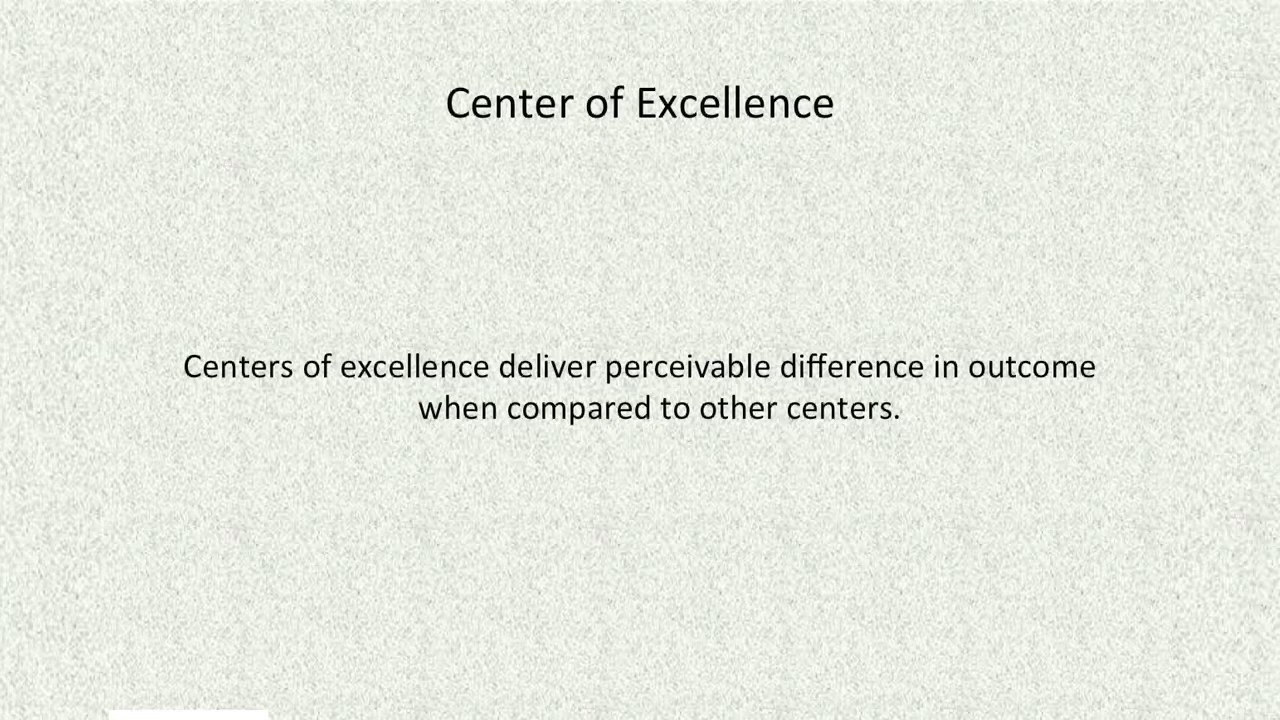 Center of Excellence
Centers of excellence deliver perceivable difference in outcome
when compared to other centers.